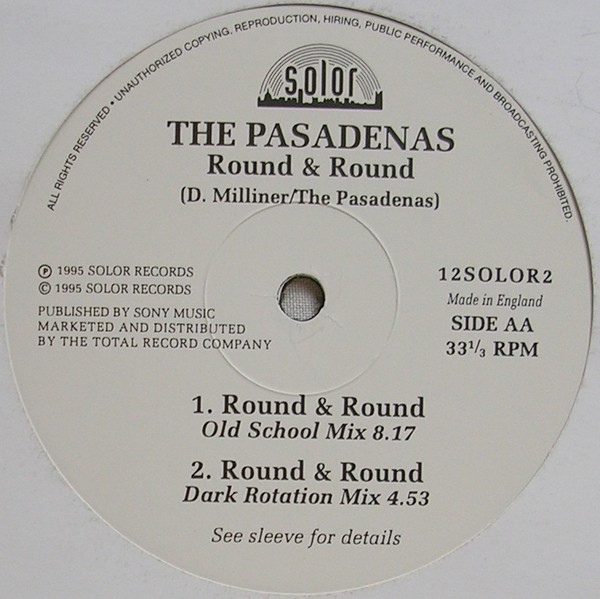 ALL RIGHTS RESERVED • UNAUTHORIZED COPYING, REPRODUCTION, HIRING, PUBLIC PERFORMANCE AND BROADCASTING PROHIBITED.
solor
THE PASADENAS
Round & Round
(D. Milliner/The Pasadenas)
℗ 1995 SOLOR RECORDS
© 1995 SOLOR RECORDS
PUBLISHED BY SONY MUSIC
MARKETED AND DISTRIBUTED
BY THE TOTAL RECORD COMPANY
12SOLOR2
Made in England
SIDE AA
33¹/₃ RPM
1. Round & Round
Old School Mix 8.17
2. Round & Round
Dark Rotation Mix 4.53
See sleeve for details